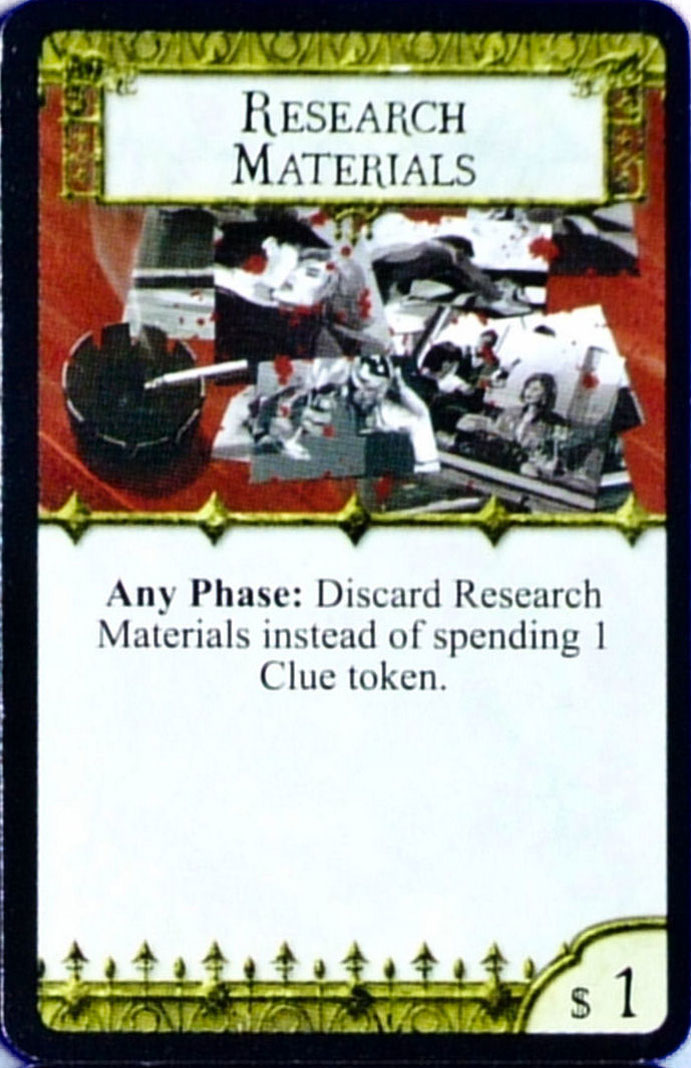 RESEARCH
MATERIALS
Any Phase: Discard Research
Materials instead of spending 1
Clue token.
$ 1